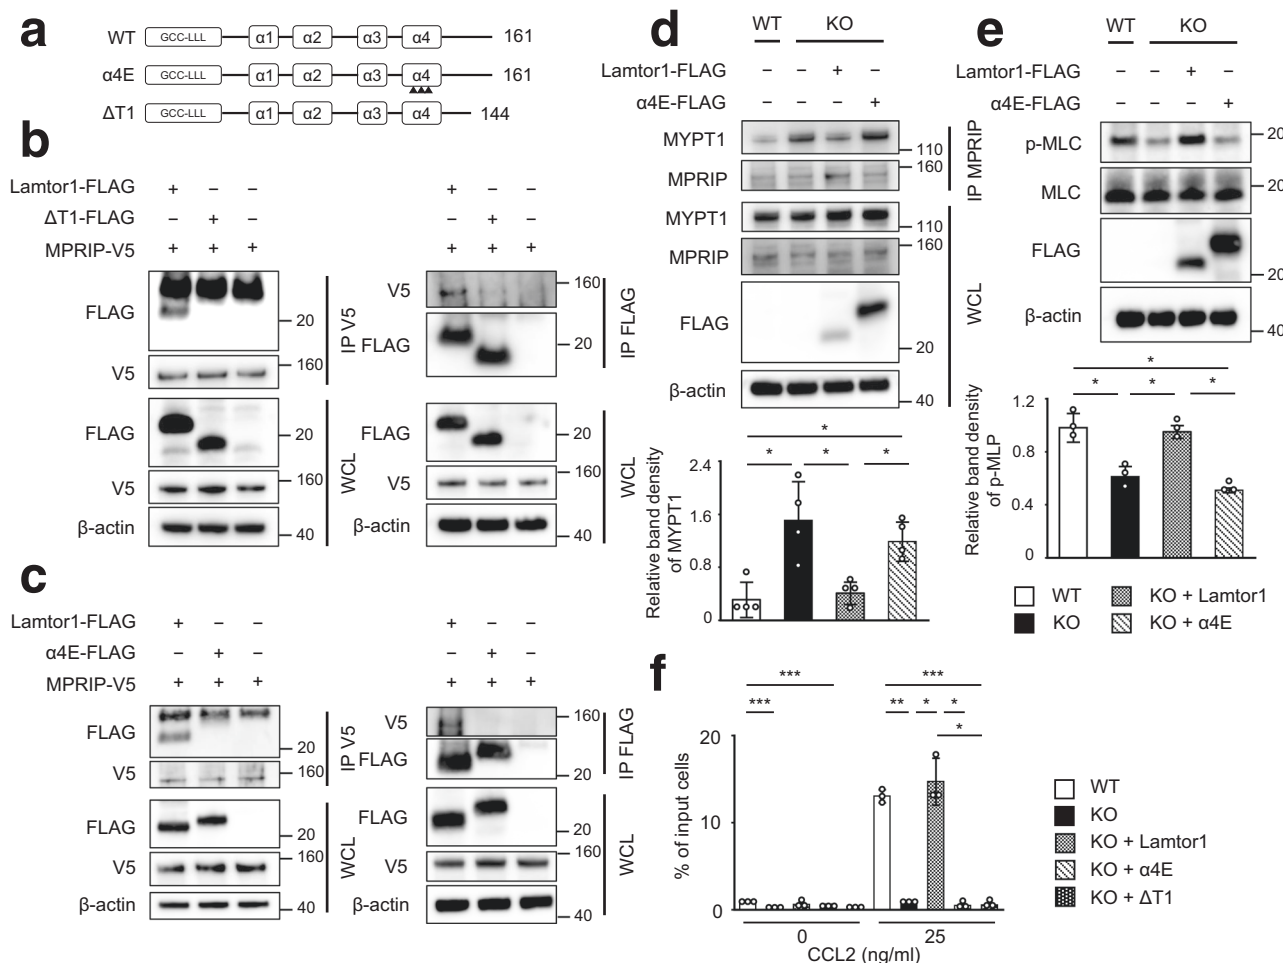 a
WT GCC-LLL α1 α2 α3 α4 161
α4E GCC-LLL α1 α2 α3 α4 161
ΔT1 GCC-LLL α1 α2 α3 α4 144
b
Lamtor1-FLAG + − − + − −
ΔT1-FLAG − + − − + −
MPRIP-V5 + + + + + +
FLAG 20
V5 160
IP V5
FLAG 20
V5 160
β-actin 40
WCL
V5 160
FLAG 20
IP FLAG
FLAG 20
V5 160
β-actin 40
WCL
c
Lamtor1-FLAG + − − + − −
α4E-FLAG − + − − + −
MPRIP-V5 + + + + + +
FLAG 20
V5 160
IP V5
FLAG 20
V5 160
β-actin 40
WCL
V5 160
FLAG 20
IP FLAG
FLAG 20
V5 160
β-actin 40
WCL
d
WT KO
Lamtor1-FLAG − − + −
α4E-FLAG − − − +
MYPT1 110
MPRIP 160
IP MPRIP
MYPT1 110
MPRIP 160
FLAG 20
β-actin 40
WCL
*
* * *
Relative band density
of MYPT1
2.4
1.6
0.8
0
e
WT KO
Lamtor1-FLAG − − + −
α4E-FLAG − − − +
p-MLC 20
MLC 20
FLAG 20
β-actin 40
*
* * *
Relative band density
of p-MLP
1.2
0.8
0.4
0
WT KO + Lamtor1
KO KO + α4E
f
*** ***
*** ** * *
*
% of input cells
20
10
0
0 25
CCL2 (ng/ml)
WT
KO
KO + Lamtor1
KO + α4E
KO + ΔT1